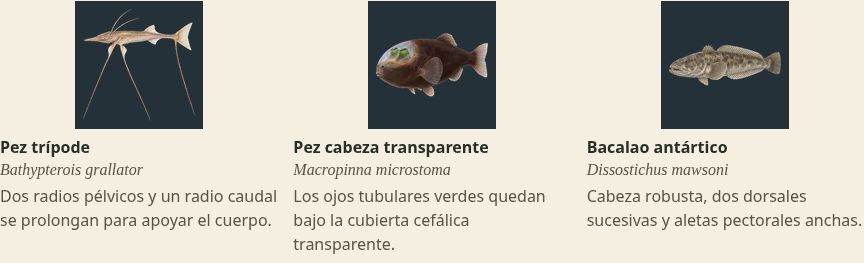 Pez trípode
Bathypterois grallator
Dos radios pélvicos y un radio caudal
se prolongan para apoyar el cuerpo.
Pez cabeza transparente
Macropinna microstoma
Los ojos tubulares verdes quedan
bajo la cubierta cefálica
transparente.
Bacalao antártico
Dissostichus mawsoni
Cabeza robusta, dos dorsales
sucesivas y aletas pectorales anchas.